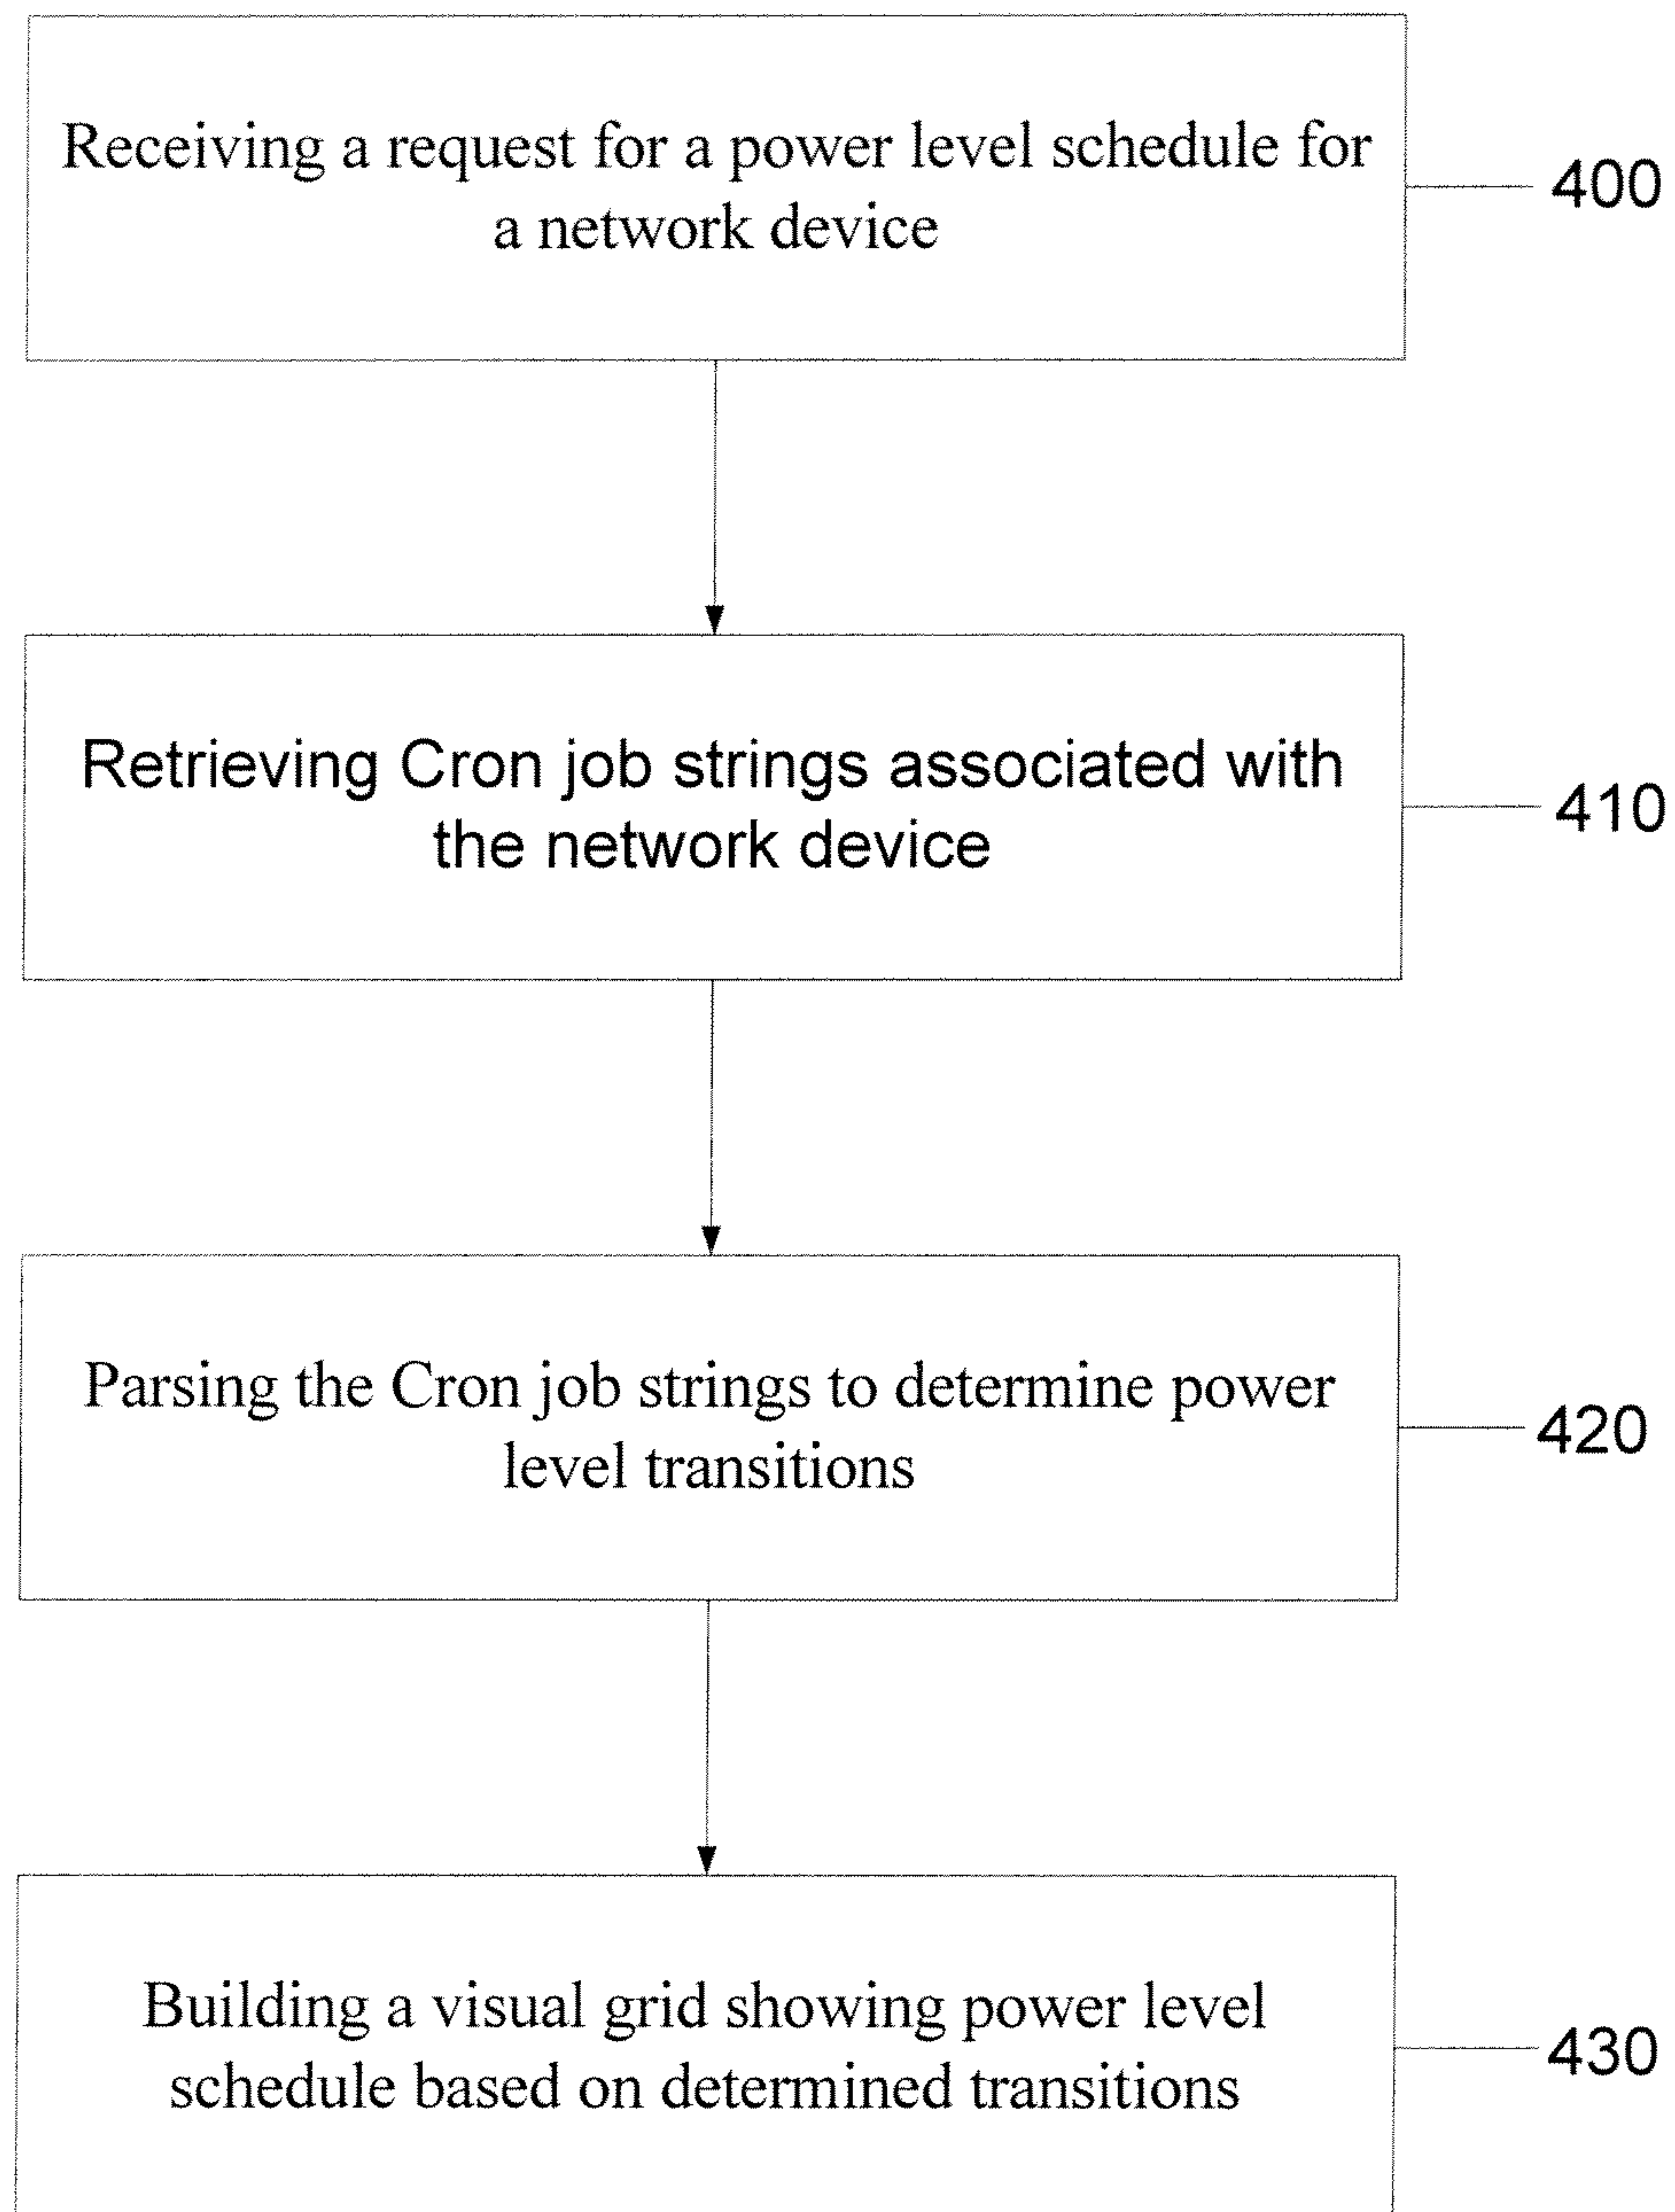 Receiving a request for a power level schedule for
a network device
400
Retrieving Cron job strings associated with
the network device
410
Parsing the Cron job strings to determine power
level transitions
420
Building a visual grid showing power level
schedule based on determined transitions
430